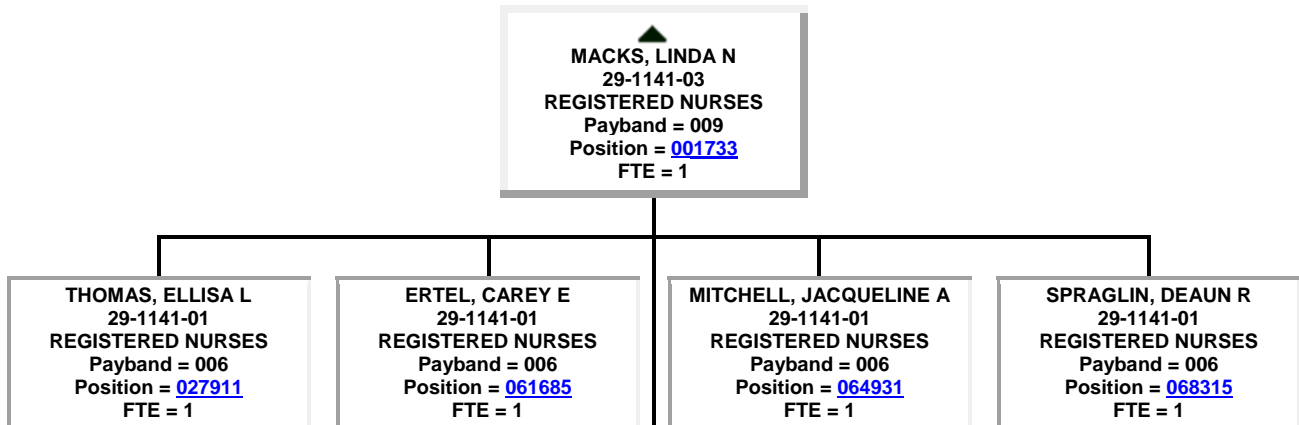 MACKS, LINDA N
29-1141-03
REGISTERED NURSES
Payband = 009
Position = 001733
FTE = 1
THOMAS, ELLISA L
29-1141-01
REGISTERED NURSES
Payband = 006
Position = 027911
FTE = 1
ERTEL, CAREY E
29-1141-01
REGISTERED NURSES
Payband = 006
Position = 061685
FTE = 1
MITCHELL, JACQUELINE A
29-1141-01
REGISTERED NURSES
Payband = 006
Position = 064931
FTE = 1
SPRAGLIN, DEAUN R
29-1141-01
REGISTERED NURSES
Payband = 006
Position = 068315
FTE = 1